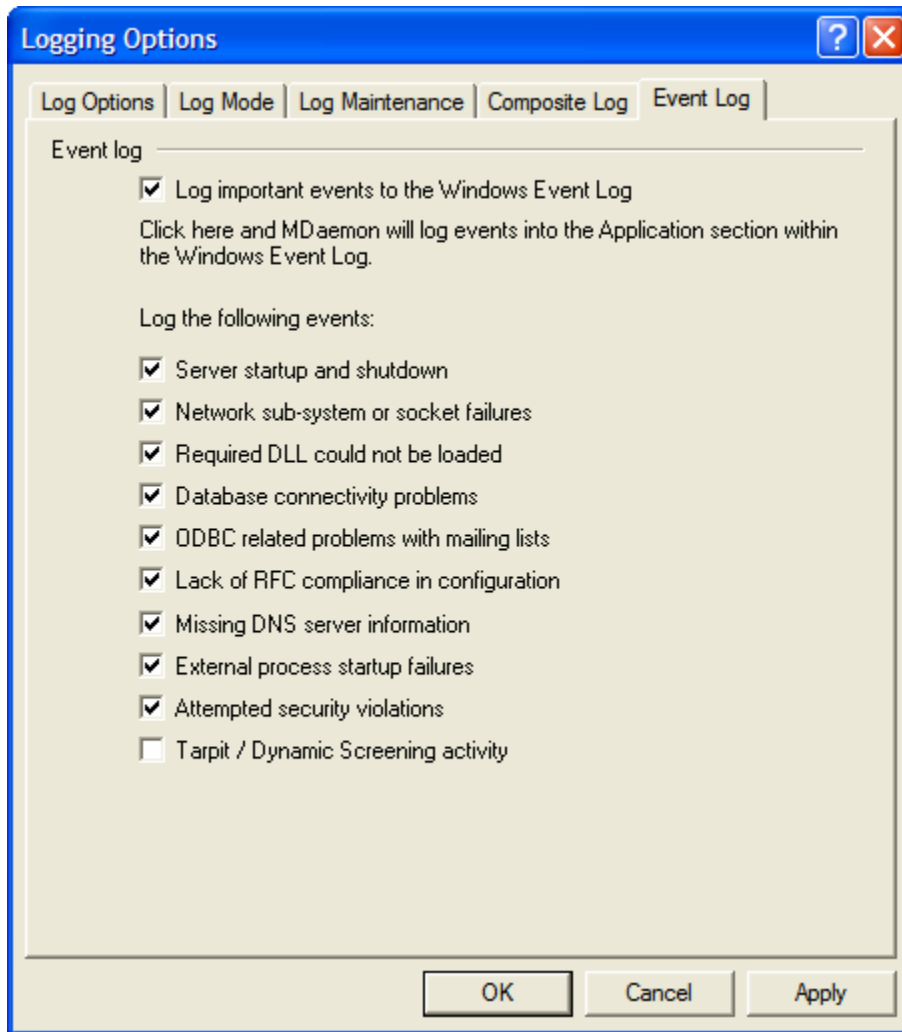 Logging Options
Log Options
Log Mode
Log Maintenance
Composite Log
Event Log
Event log
Log important events to the Windows Event Log
Click here and MDaemon will log events into the Application section within
the Windows Event Log.
Log the following events:
Server startup and shutdown
Network sub-system or socket failures
Required DLL could not be loaded
Database connectivity problems
ODBC related problems with mailing lists
Lack of RFC compliance in configuration
Missing DNS server information
External process startup failures
Attempted security violations
Tarpit / Dynamic Screening activity
OK
Cancel
Apply